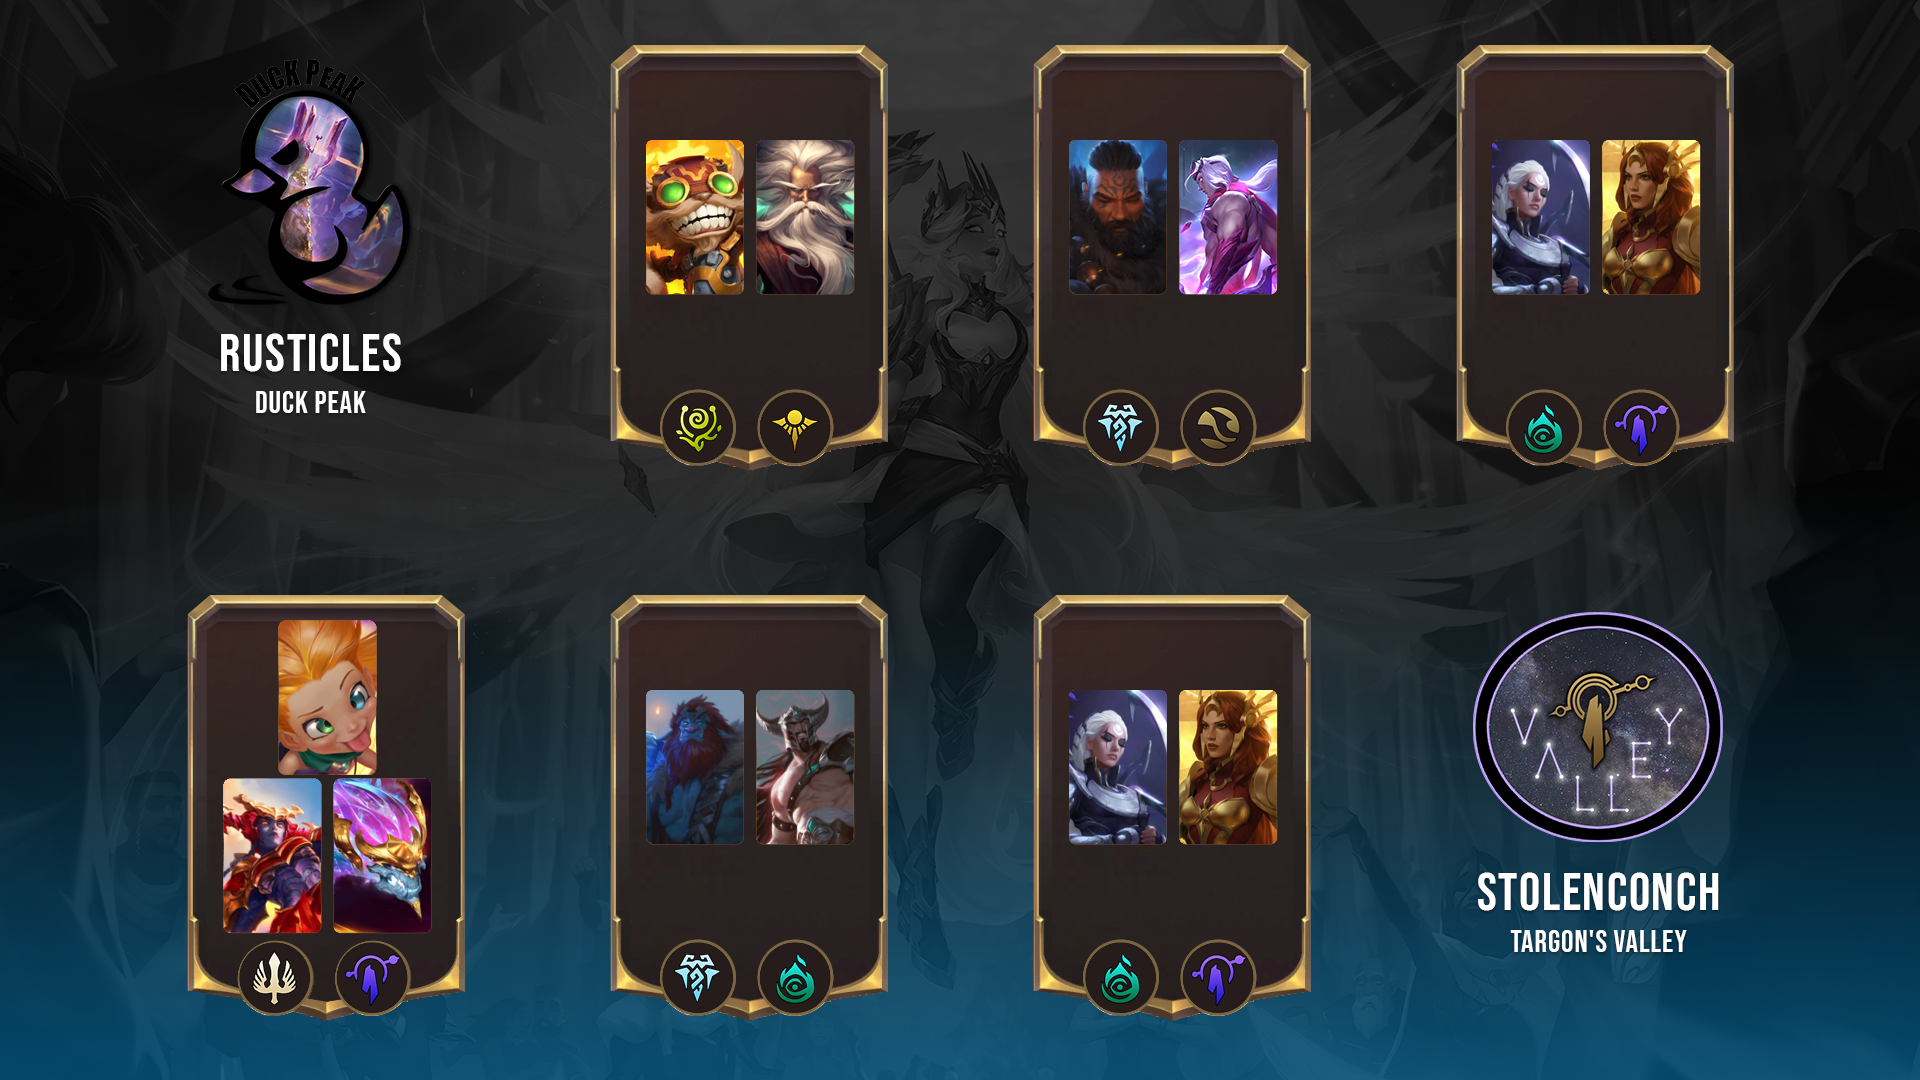 DUCK PEAK
RUSTICLES
DUCK PEAK
VALLEY
STOLENCONCH
TARGON'S VALLEY